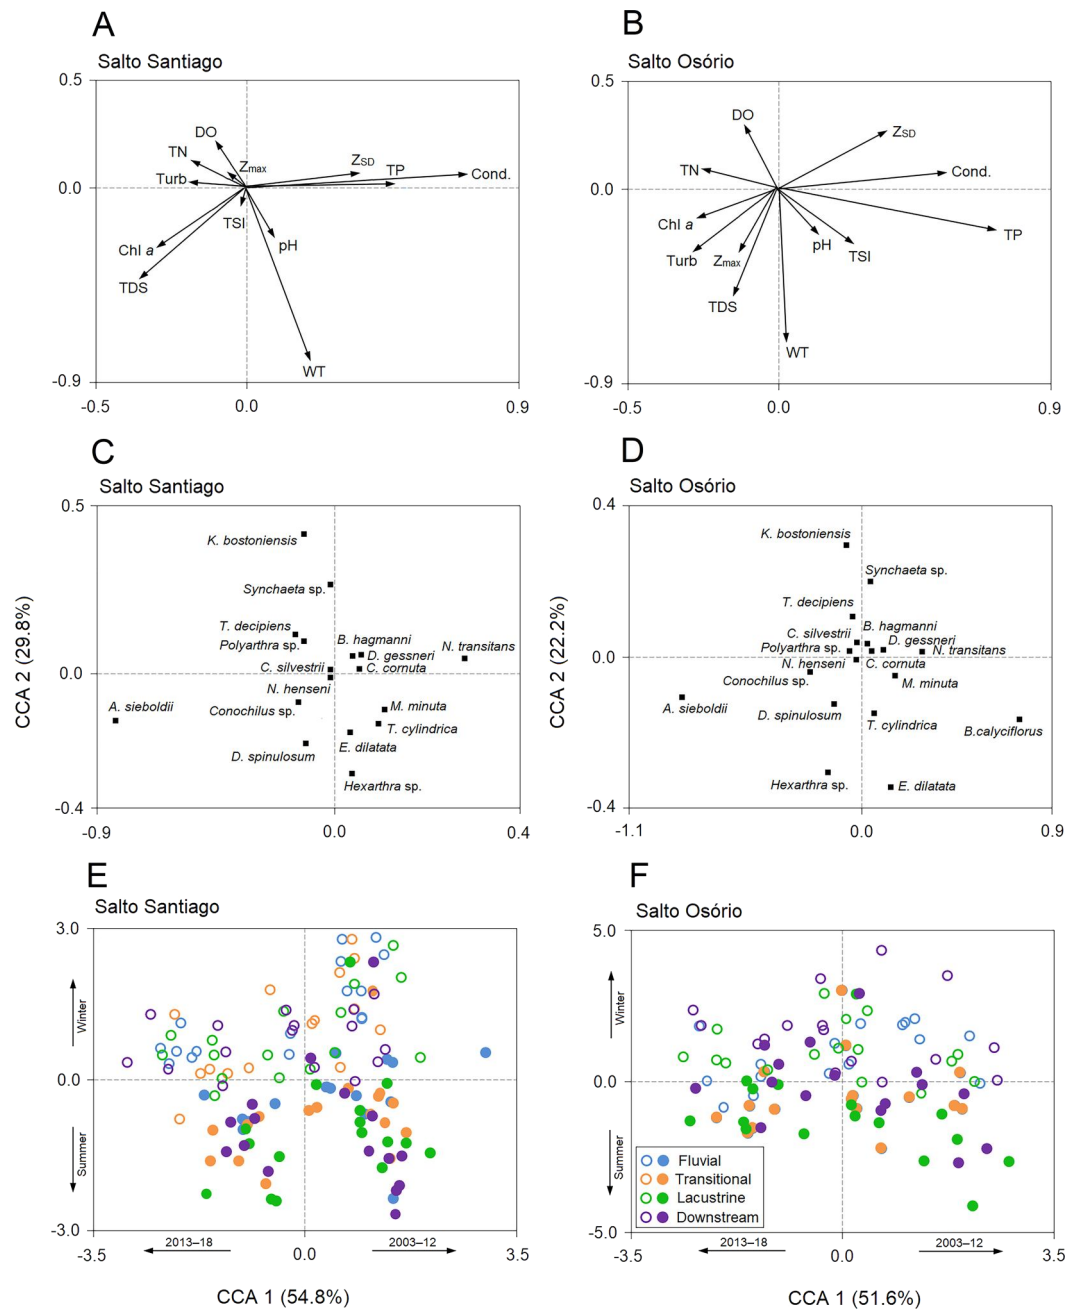 A
Salto Santiago
0.5
0.0
-0.9
-0.5
0.0
0.9
DO
TN
Zmax
Turb
ZSD
TP
Cond.
TSI
pH
Chl a
TDS
WT
B
Salto Osório
0.5
0.0
-0.9
-0.5
0.0
0.9
DO
ZSD
TN
Cond.
Chl a
TP
Turb
Zmax
pH
TSI
TDS
WT
C
Salto Santiago
0.5
0.0
-0.4
-0.9
0.0
0.4
CCA 2 (29.8%)
K. bostoniensis
Synchaeta sp.
T. decipiens
Polyarthra sp.
B. hagmanni
N. transitans
D. gessneri
C. silvestrii
C. cornuta
N. henseni
Conochilus sp.
A. sieboldii
M. minuta
T. cylindrica
E. dilatata
D. spinulosum
Hexarthra sp.
D
Salto Osório
0.4
0.0
-0.4
-1.1
0.0
0.9
CCA 2 (22.2%)
K. bostoniensis
Synchaeta sp.
T. decipiens
C. silvestrii
B. hagmanni
D. gessneri
Polyarthra sp.
N. transitans
N. henseni
C. cornuta
Conochilus sp.
M. minuta
A. sieboldii
D. spinulosum
T. cylindrica
B.calyciflorus
Hexarthra sp.
E. dilatata
E
Salto Santiago
3.0
0.0
-3.0
Winter
Summer
-3.5
2013–18
0.0
2003–12
3.5
CCA 1 (54.8%)
F
Salto Osório
5.0
0.0
-5.0
Winter
Summer
Fluvial
Transitional
Lacustrine
Downstream
-3.5
2013–18
0.0
2003–12
3.5
CCA 1 (51.6%)